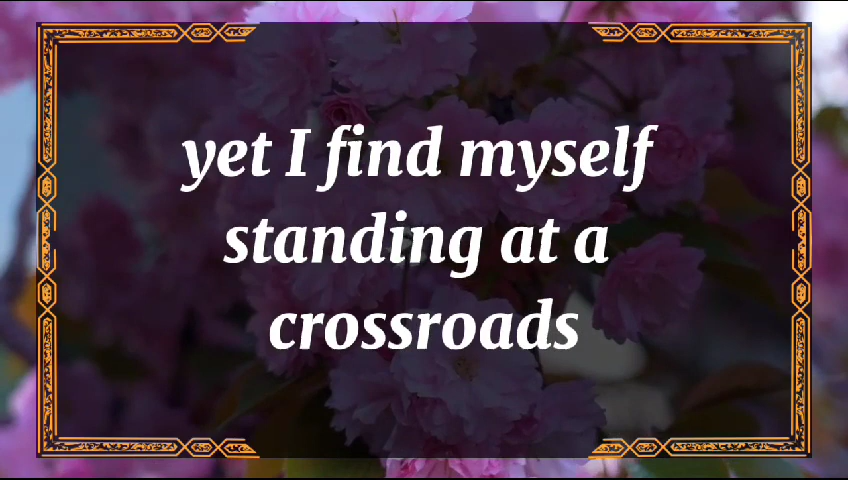 yet I find myself
standing at a
crossroads